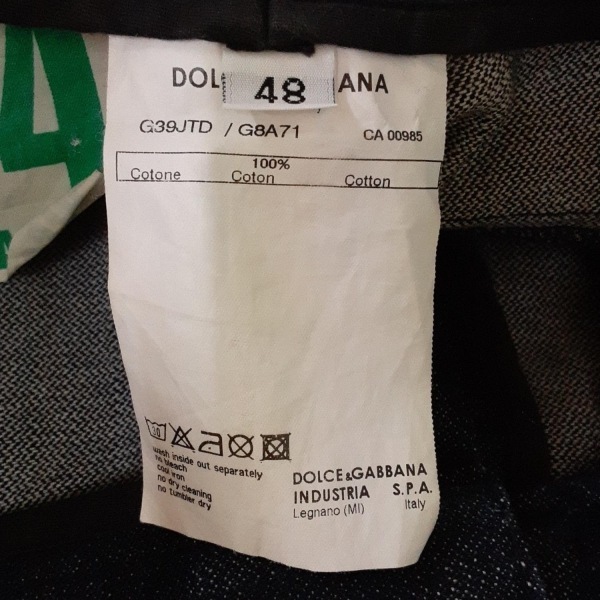 DOL
48
ANA
G39JTD / G8A71
CA 00985
100%
Cotone Coton Cotton
30
wash inside out separately
no bleach
cool iron
no dry cleaning
no tumbler dry
DOLCE&GABBANA
INDUSTRIA S.P.A.
Legnano (MI) Italy